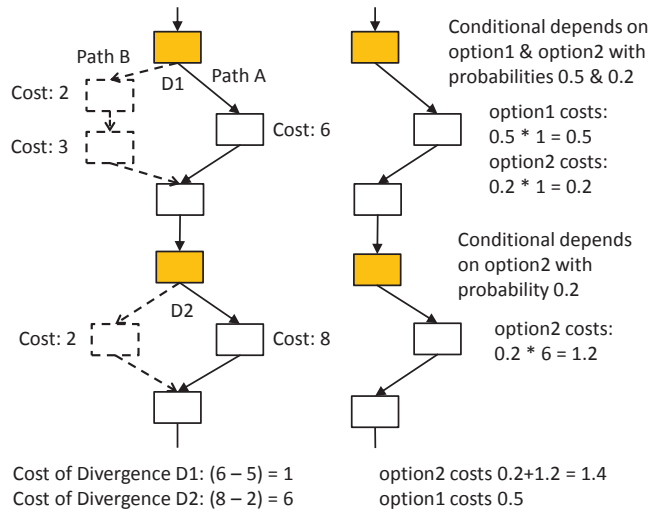 Conditional depends on
option1 & option2 with
probabilities 0.5 & 0.2
Path B
D1
Path A
Cost: 2
Cost: 3
Cost: 6
option1 costs:
0.5 * 1 = 0.5
option2 costs:
0.2 * 1 = 0.2
Conditional depends
on option2 with
probability 0.2
D2
Cost: 2
Cost: 8
option2 costs:
0.2 * 6 = 1.2
Cost of Divergence D1: (6 – 5) = 1
Cost of Divergence D2: (8 – 2) = 6
option2 costs 0.2+1.2 = 1.4
option1 costs 0.5